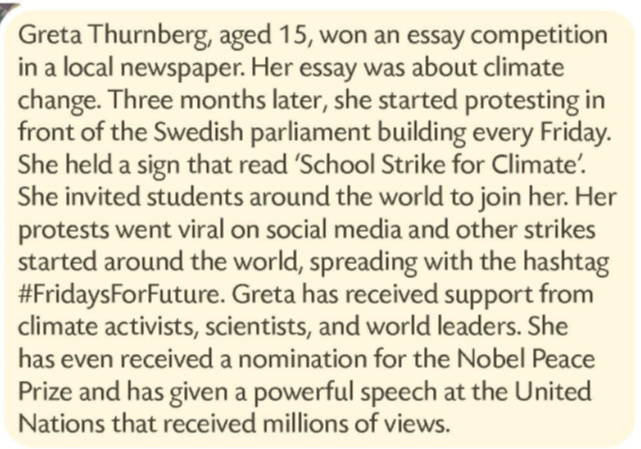 Greta Thurnberg, aged 15, won an essay competition
in a local newspaper. Her essay was about climate
change. Three months later, she started protesting in
front of the Swedish parliament building every Friday.
She held a sign that read ‘School Strike for Climate’.
She invited students around the world to join her. Her
protests went viral on social media and other strikes
started around the world, spreading with the hashtag
#FridaysForFuture. Greta has received support from
climate activists, scientists, and world leaders. She
has even received a nomination for the Nobel Peace
Prize and has given a powerful speech at the United
Nations that received millions of views.